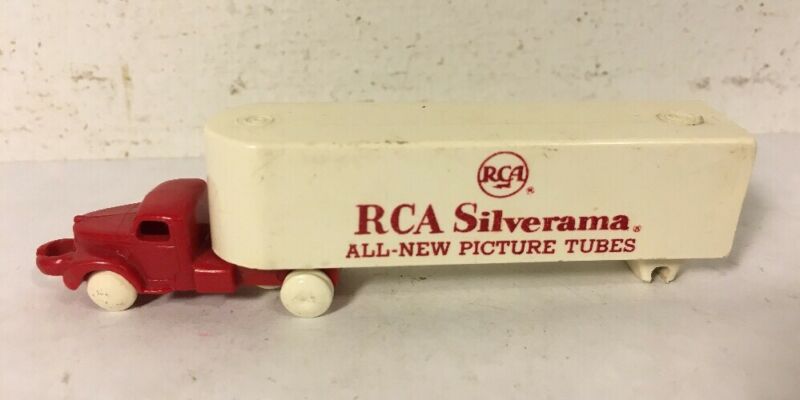 RCA
®
RCA Silverama®
ALL-NEW PICTURE TUBES